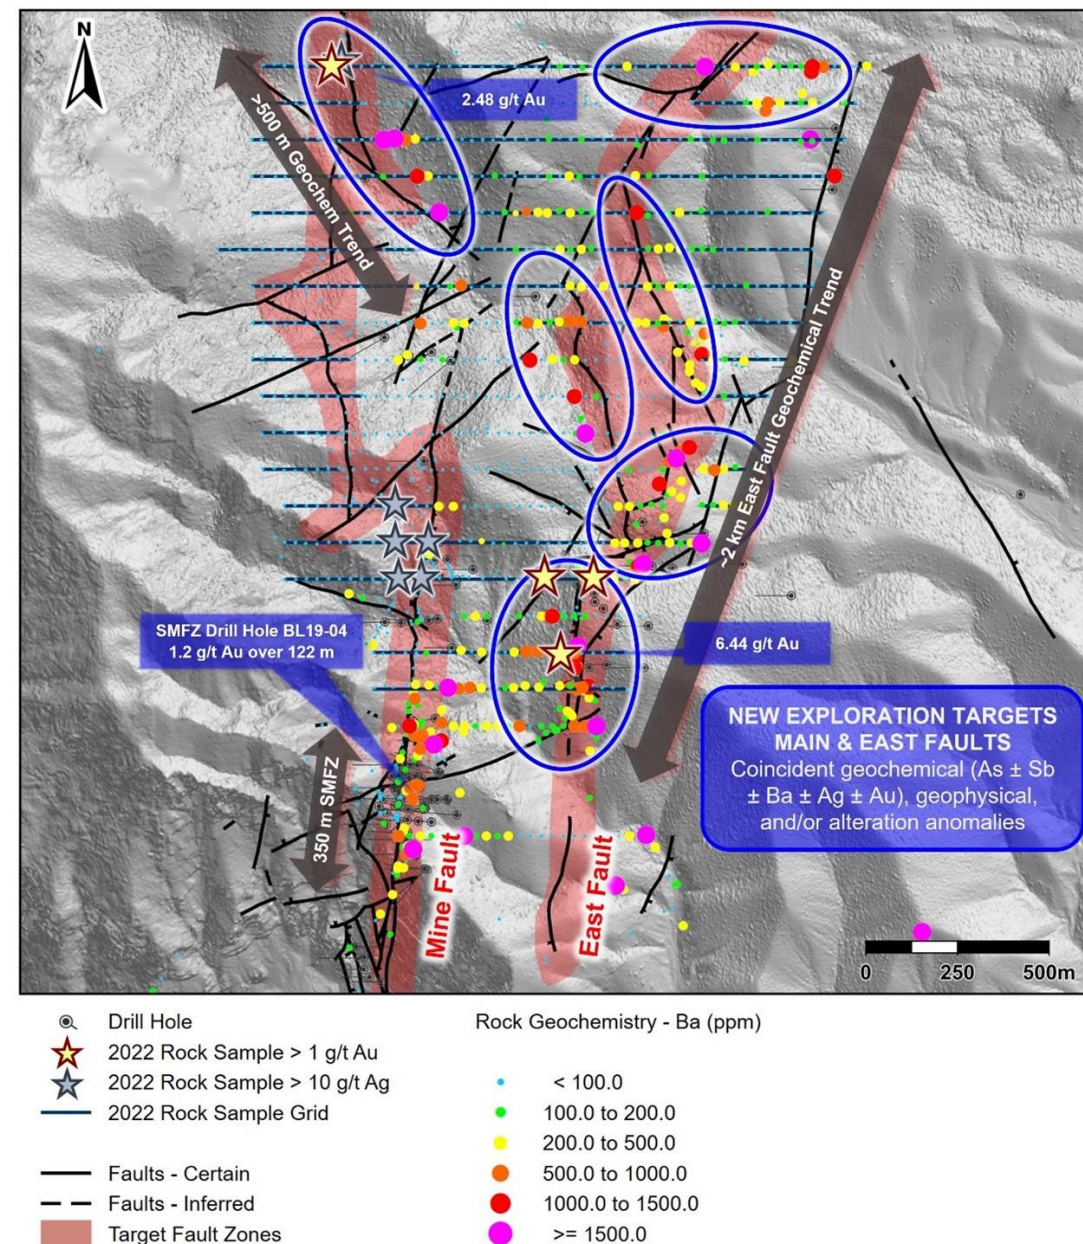 N
2.48 g/t Au
>500 m Geochem Trend
~2 km East Fault Geochemical Trend
SMFZ Drill Hole BL19-04
1.2 g/t Au over 122 m
6.44 g/t Au
NEW EXPLORATION TARGETS
MAIN & EAST FAULTS
Coincident geochemical (As ± Sb
± Ba ± Ag ± Au), geophysical,
and/or alteration anomalies
350 m SMFZ
Mine Fault
East Fault
0 250 500m
Drill Hole
2022 Rock Sample > 1 g/t Au
2022 Rock Sample > 10 g/t Ag
2022 Rock Sample Grid
Faults - Certain
Faults - Inferred
Target Fault Zones
Rock Geochemistry - Ba (ppm)
< 100.0
100.0 to 200.0
200.0 to 500.0
500.0 to 1000.0
1000.0 to 1500.0
>= 1500.0